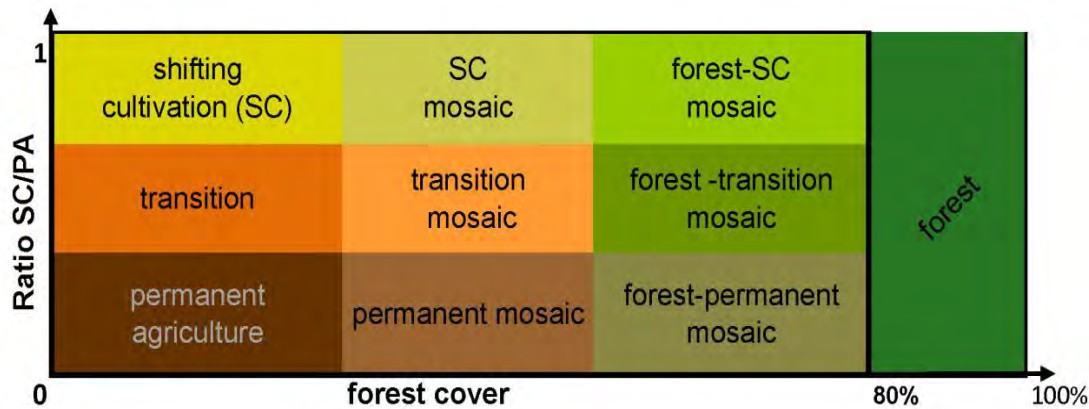 1
shifting
cultivation (SC)
SC
mosaic
forest-SC
mosaic
Ratio SC/PA
transition
transition
mosaic
forest -transition
mosaic
forest
permanent
agriculture
permanent mosaic
forest-permanent
mosaic
0
forest cover
80%
100%